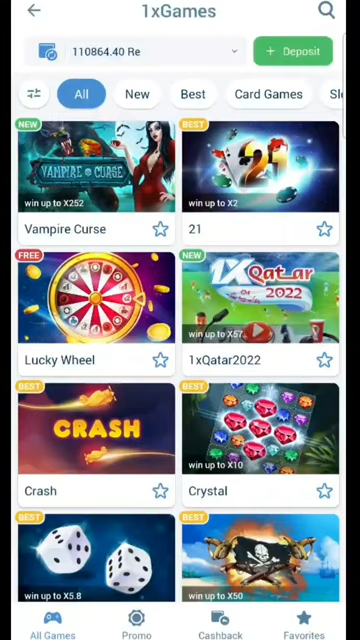 1xGames
110864.40 Re
+ Deposit
All
New
Best
Card Games
NEW
VAMPIRE CURSE
win up to X252
Vampire Curse
BEST
21
win up to X2
21
FREE
Lucky Wheel
NEW
1XQatar
2022
win up to X57
1xQatar2022
BEST
CRASH
Crash
BEST
win up to X10
Crystal
BEST
win up to X5.8
BEST
win up to X50
All Games
Promo
Cashback
Favorites